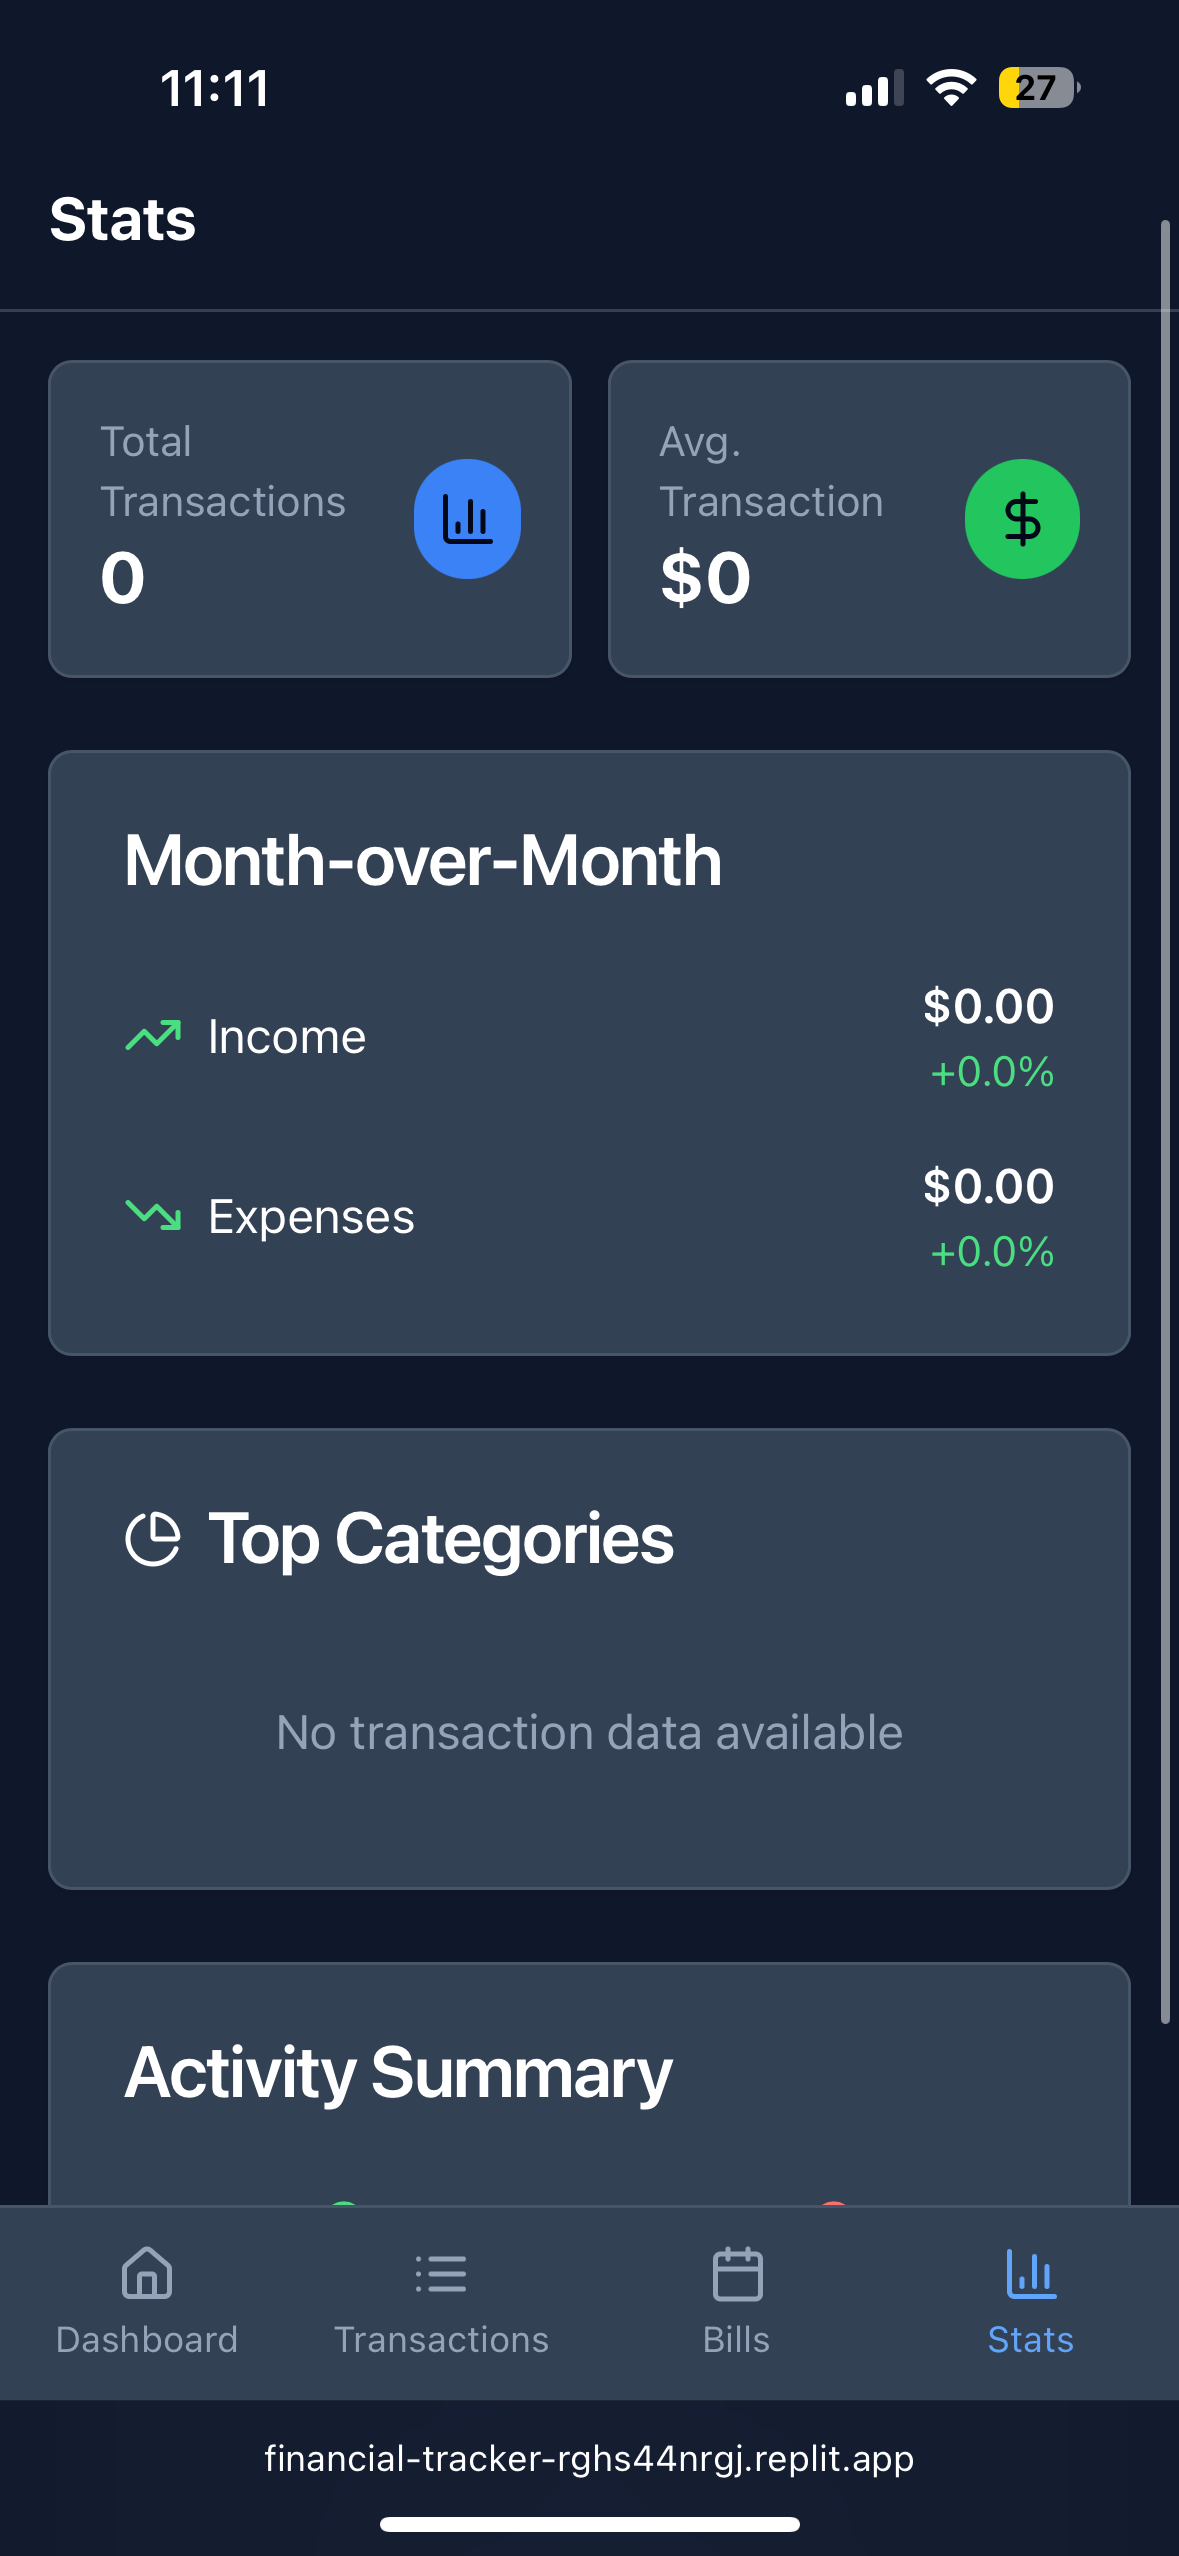 11:11
27
Stats
Total
Transactions
0
Avg.
Transaction
$0
Month-over-Month
Income
$0.00
+0.0%
Expenses
$0.00
+0.0%
Top Categories
No transaction data available
Activity Summary
Dashboard
Transactions
Bills
Stats
financial-tracker-rghs44nrgj.replit.app